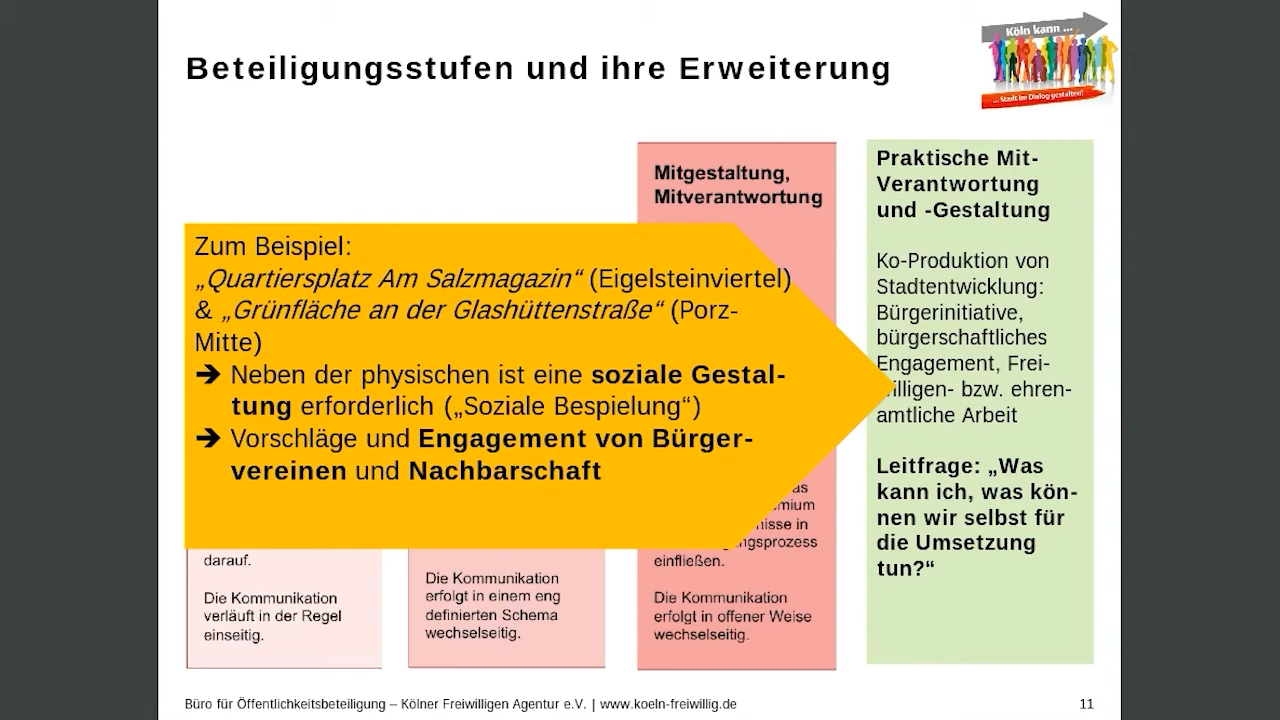 Beteiligungsstufen und ihre Erweiterung
Köln kann ...
... Stadt im Dialog gestalten!
Mitgestaltung,
Mitverantwortung
Zum Beispiel:
„Quartiersplatz Am Salzmagazin“ (Eigelsteinviertel)
& „Grünfläche an der Glashüttenstraße“ (Porz-
Mitte)
➔ Neben der physischen ist eine soziale Gestal-
tung erforderlich („Soziale Bespielung“)
➔ Vorschläge und Engagement von Bürger-
vereinen und Nachbarschaft
darauf.
Die Kommunikation
verläuft in der Regel
einseitig.
Die Kommunikation
erfolgt in einem eng
definierten Schema
wechselseitig.
in
einfließen.
Die Kommunikation
erfolgt in offener Weise
wechselseitig.
Praktische Mit-
Verantwortung
und -Gestaltung
Ko-Produktion von
Stadtentwicklung:
Bürgerinitiative,
bürgerschaftliches
Engagement, Frei-
bzw. ehren-
amtliche Arbeit
Leitfrage: „Was
kann ich, was kön-
nen wir selbst für
die Umsetzung
tun?“
Büro für Öffentlichkeitsbeteiligung – Kölner Freiwilligen Agentur e.V. | www.koeln-freiwillig.de
11